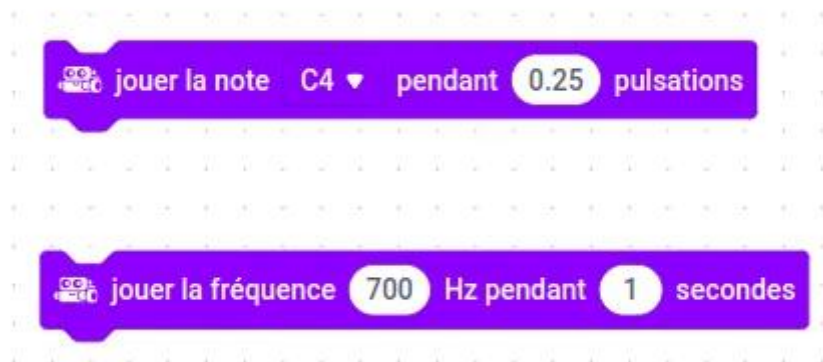 jouer la note C4 pendant 0.25 pulsations
jouer la fréquence 700 Hz pendant 1 secondes